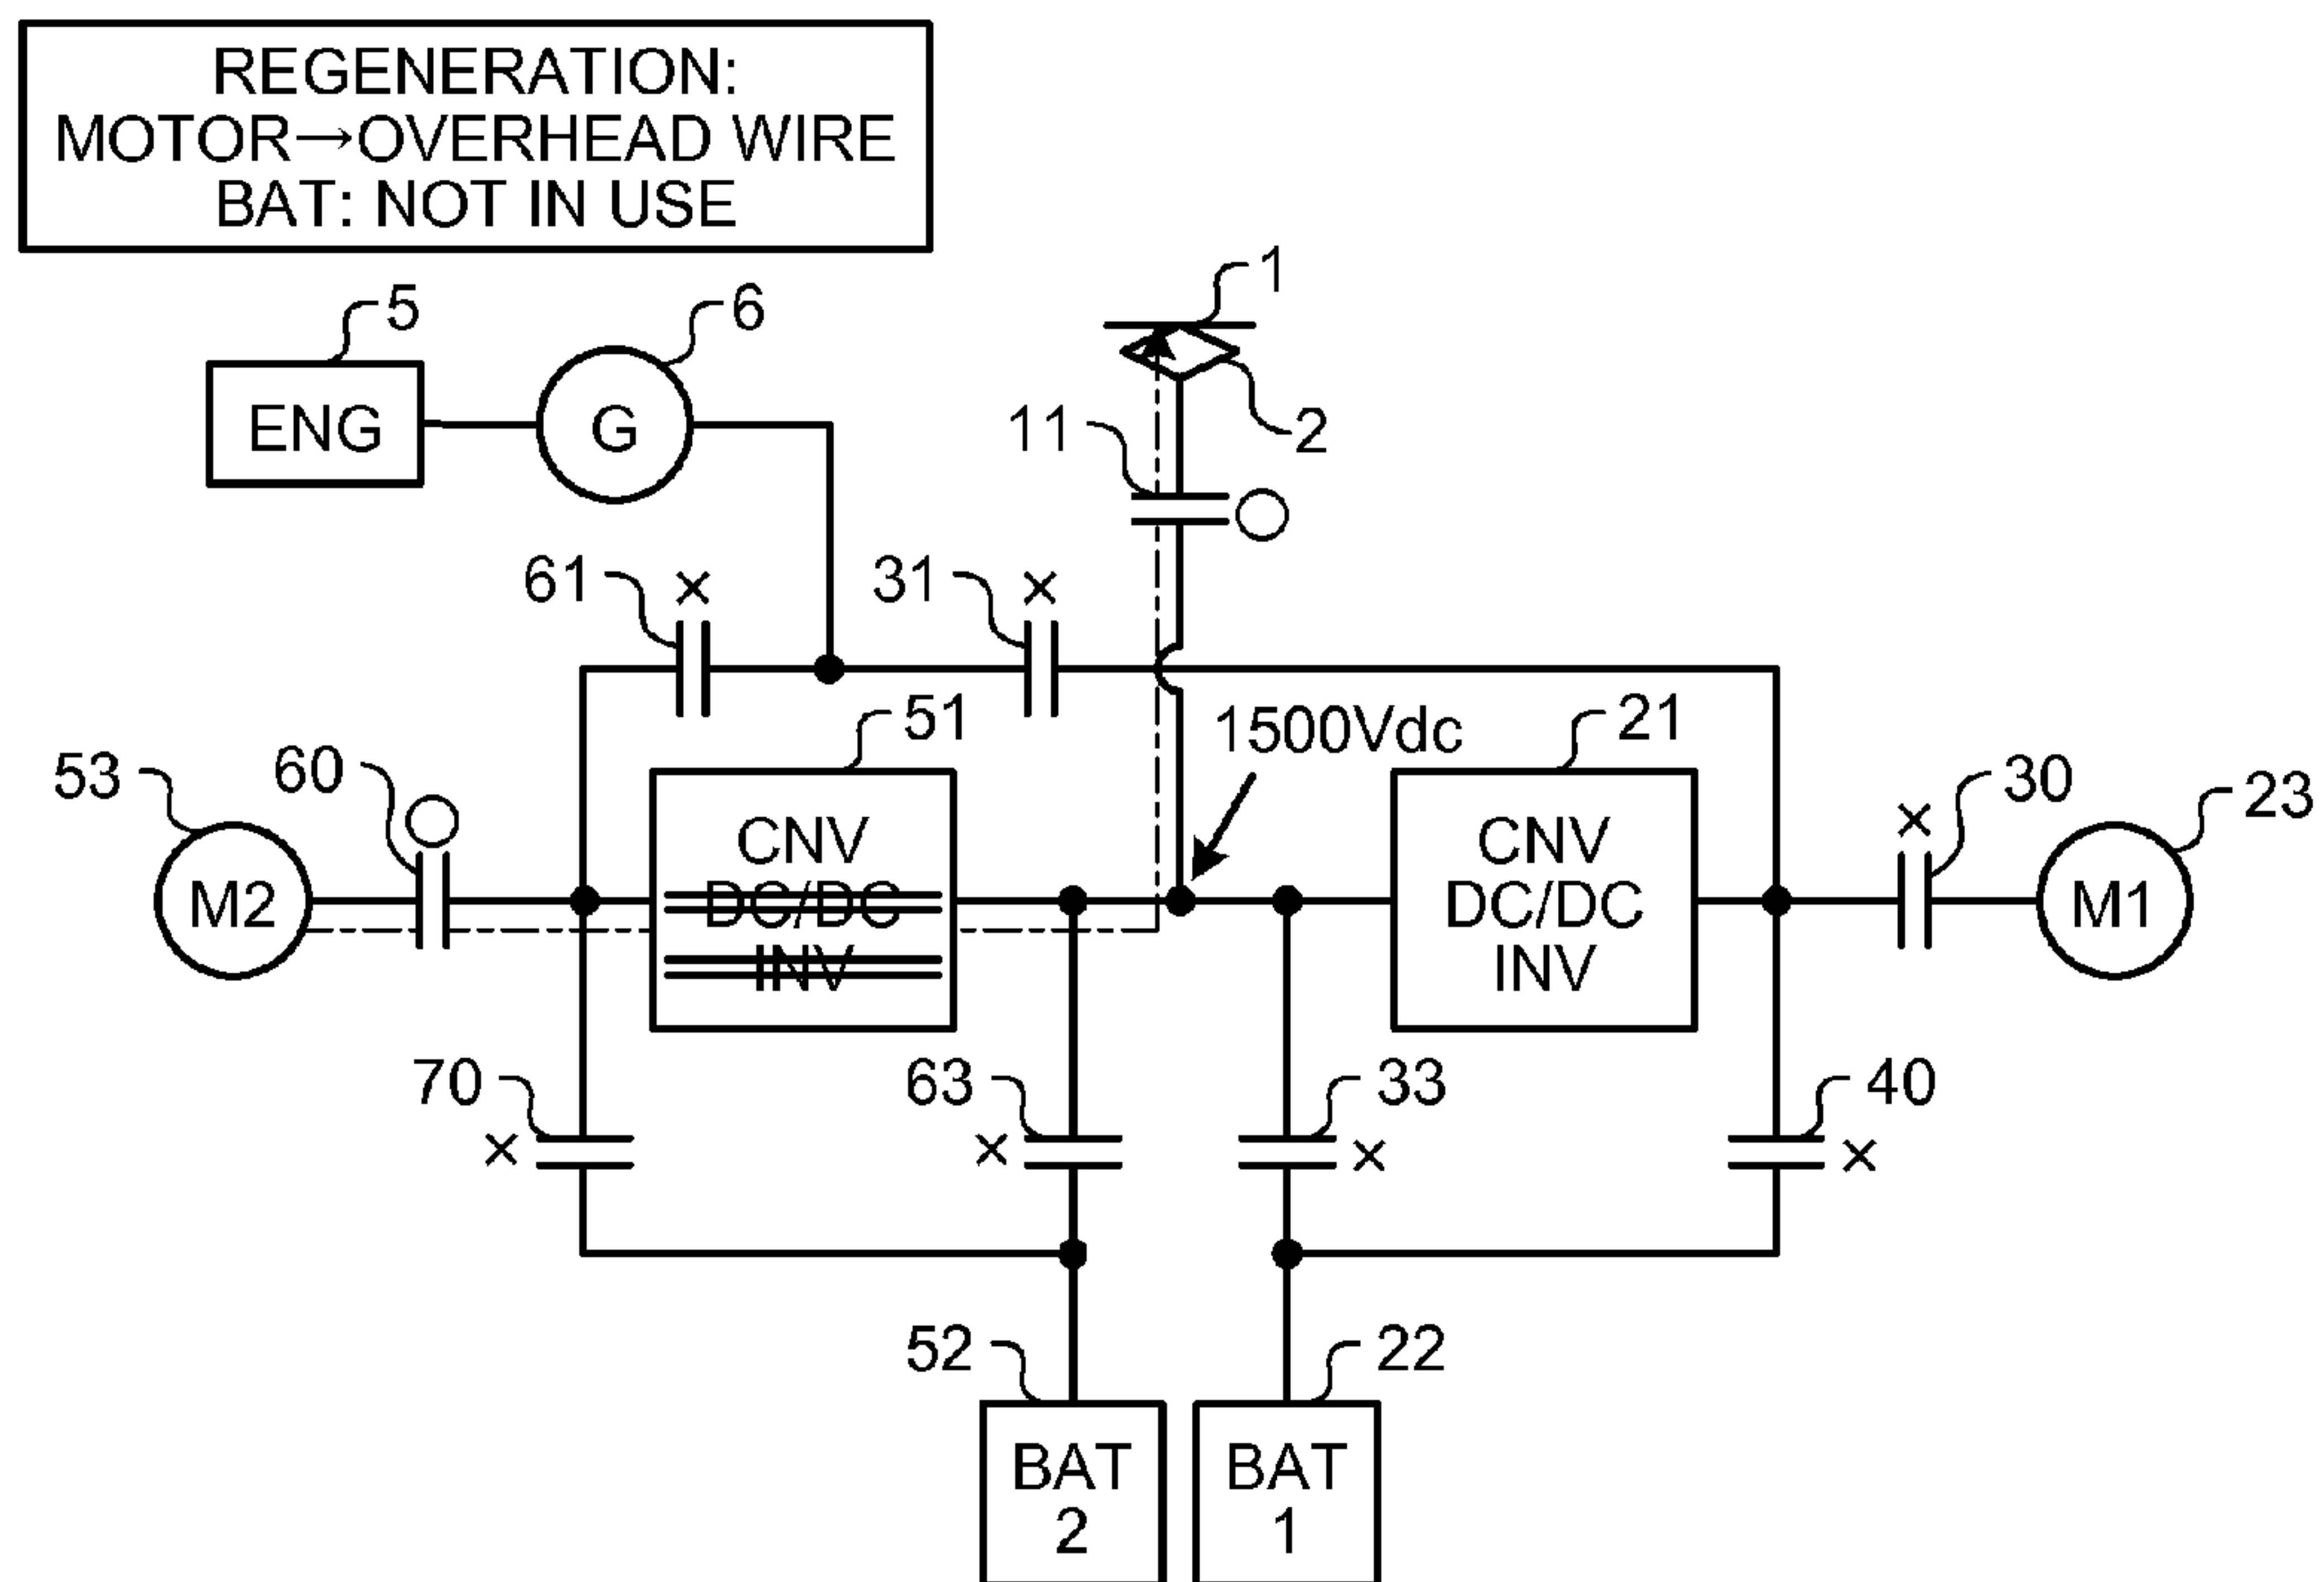 REGENERATION:
MOTOR→OVERHEAD WIRE
BAT: NOT IN USE
1
5
6
ENG
G
11
2
61
×
31
×
51
1500Vdc
21
53
60
30
×
23
M2
CNV
DC/DC
INV
CNV
DC/DC
INV
M1
70
×
63
×
33
×
40
×
52
22
BAT
2
BAT
1